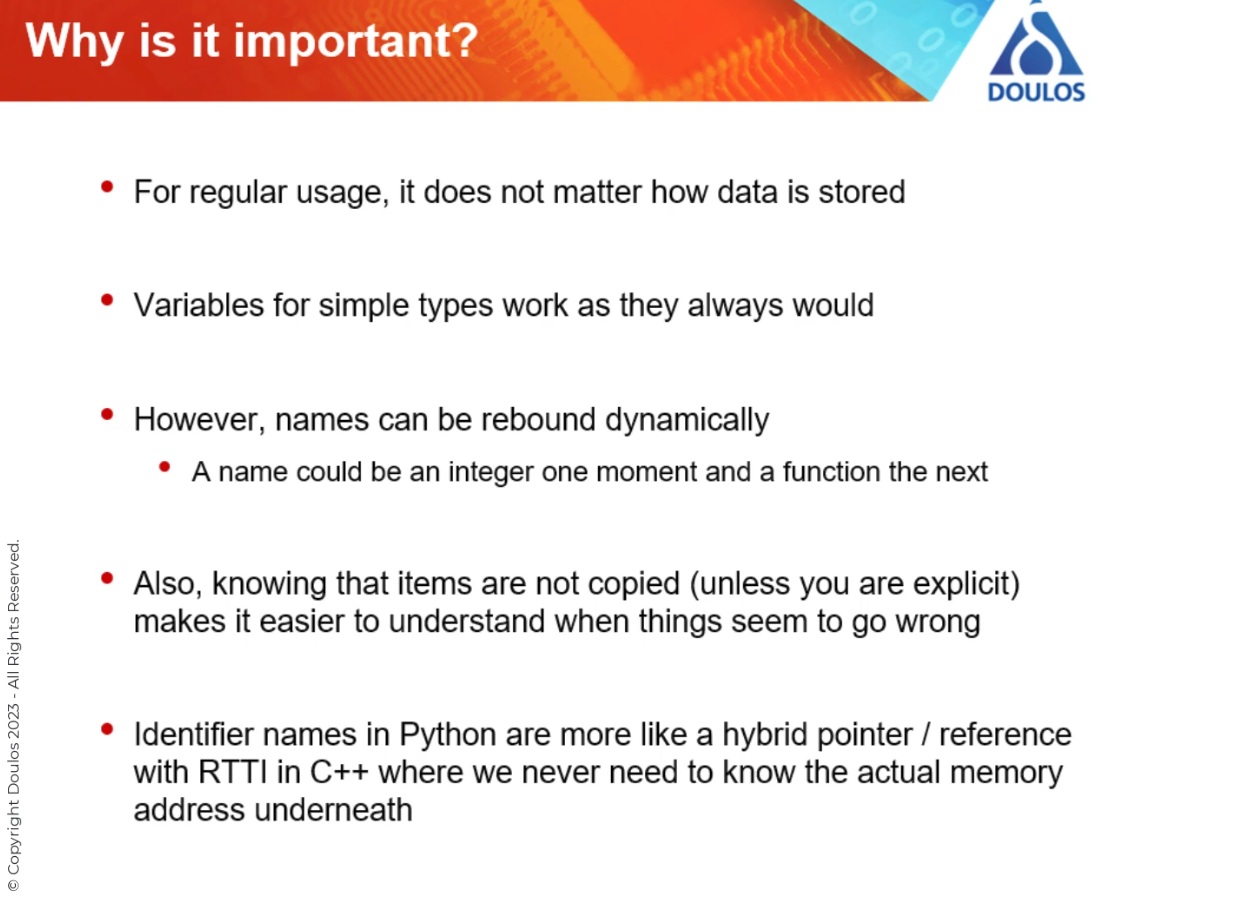 Why is it important?
DOULOS
For regular usage, it does not matter how data is stored
Variables for simple types work as they always would
However, names can be rebound dynamically
A name could be an integer one moment and a function the next
Also, knowing that items are not copied (unless you are explicit)
makes it easier to understand when things seem to go wrong
Identifier names in Python are more like a hybrid pointer / reference
with RTTI in C++ where we never need to know the actual memory
address underneath
© Copyright Doulos 2023 - All Rights Reserved.